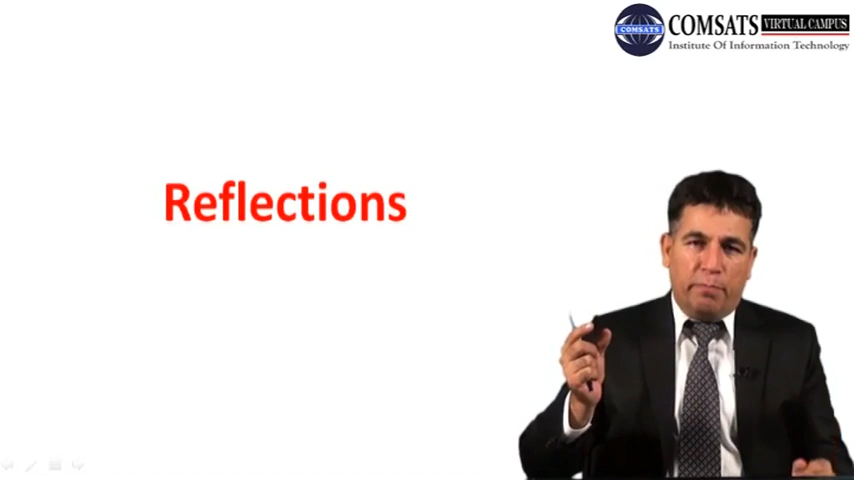 COMSATS VIRTUAL CAMPUS
Institute Of Information Technology
COMSATS
Reflections